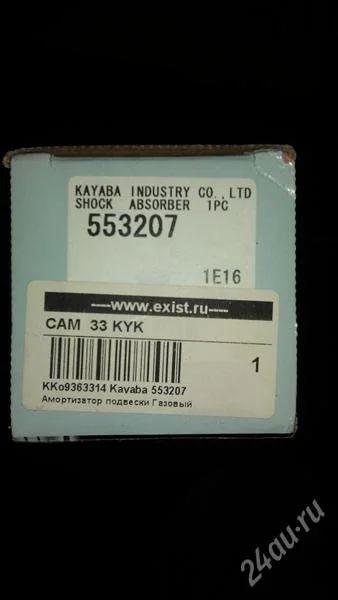 KAYABA INDUSTRY CO.,LTD
SHOCK ABSORBER 1PC
553207
1E16
www.exist.ru
CAM 33 KYK
1
KKo9363314 Kayaba 553207
Амортизатор подвески Газовый
24au.ru